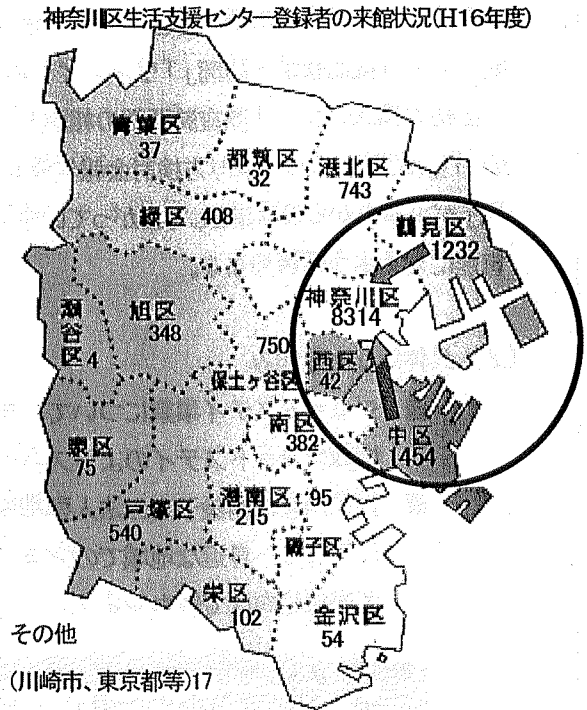 神奈川区生活支援センター登録者の来館状況(H16年度)
青葉区
37
都筑区
32
港北区
743
緑区 408
鶴見区
1232
神奈川区
8314
瀬谷区 4
旭区
348
750
保土ヶ谷区
西区
42
中区
1454
南区
382
泉区
75
戸塚区
540
港南区
215
95
磯子区
栄区
102
金沢区
54
その他
(川崎市、東京都等)17